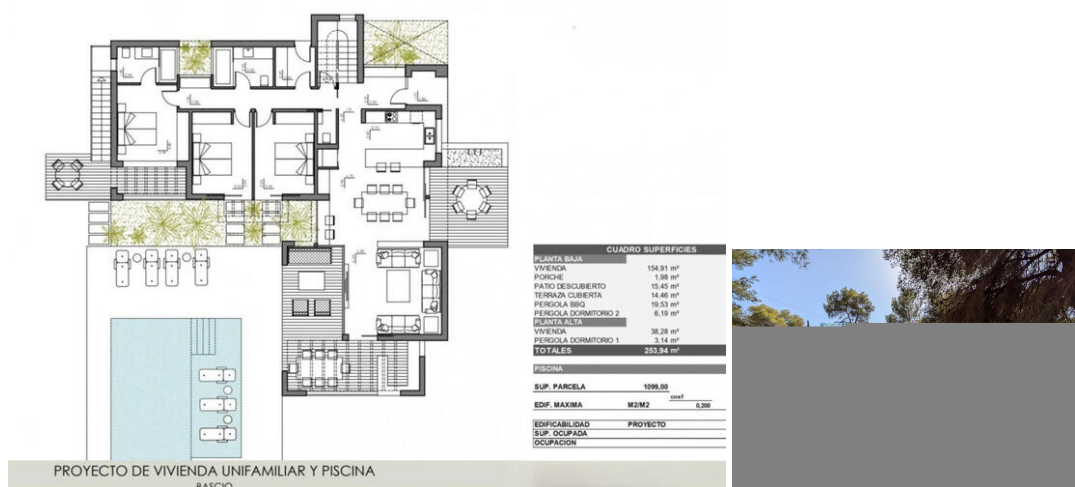 CUADRO SUPERFICIES
PLANTA BAJA
VIVIENDA 154,91 m²
PORCHE 1,98 m²
PATIO DESCUBIERTO 15,45 m²
TERRAZA CUBIERTA 14,46 m²
PERGOLA BBQ 19,53 m²
PERGOLA DORMITORIO 2 6,19 m²
PLANTA ALTA
VIVIENDA 38,28 m²
PERGOLA DORMITORIO 1 3,14 m²
TOTALES 253,94 m²
PISCINA
SUP. PARCELA 1099,00
coef
EDIF. MAXIMA M2/M2 0,200
EDIFICABILIDAD PROYECTO
SUP. OCUPADA
OCUPACION
PROYECTO DE VIVIENDA UNIFAMILIAR Y PISCINA